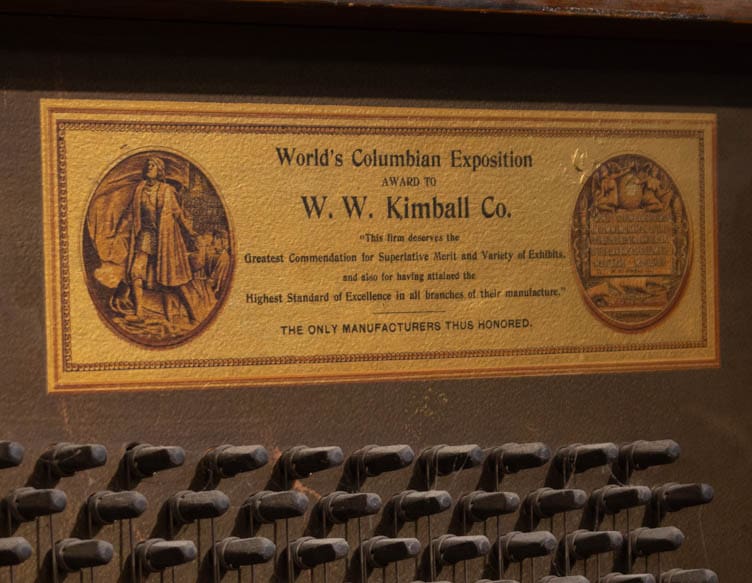 World's Columbian Exposition
AWARD TO
W. W. Kimball Co.
"This firm deserves the
Greatest Commendation for Superlative Merit and Variety of Exhibits,
and also for having attained the
Highest Standard of Excellence in all branches of their manufacture."
THE ONLY MANUFACTURERS THUS HONORED.